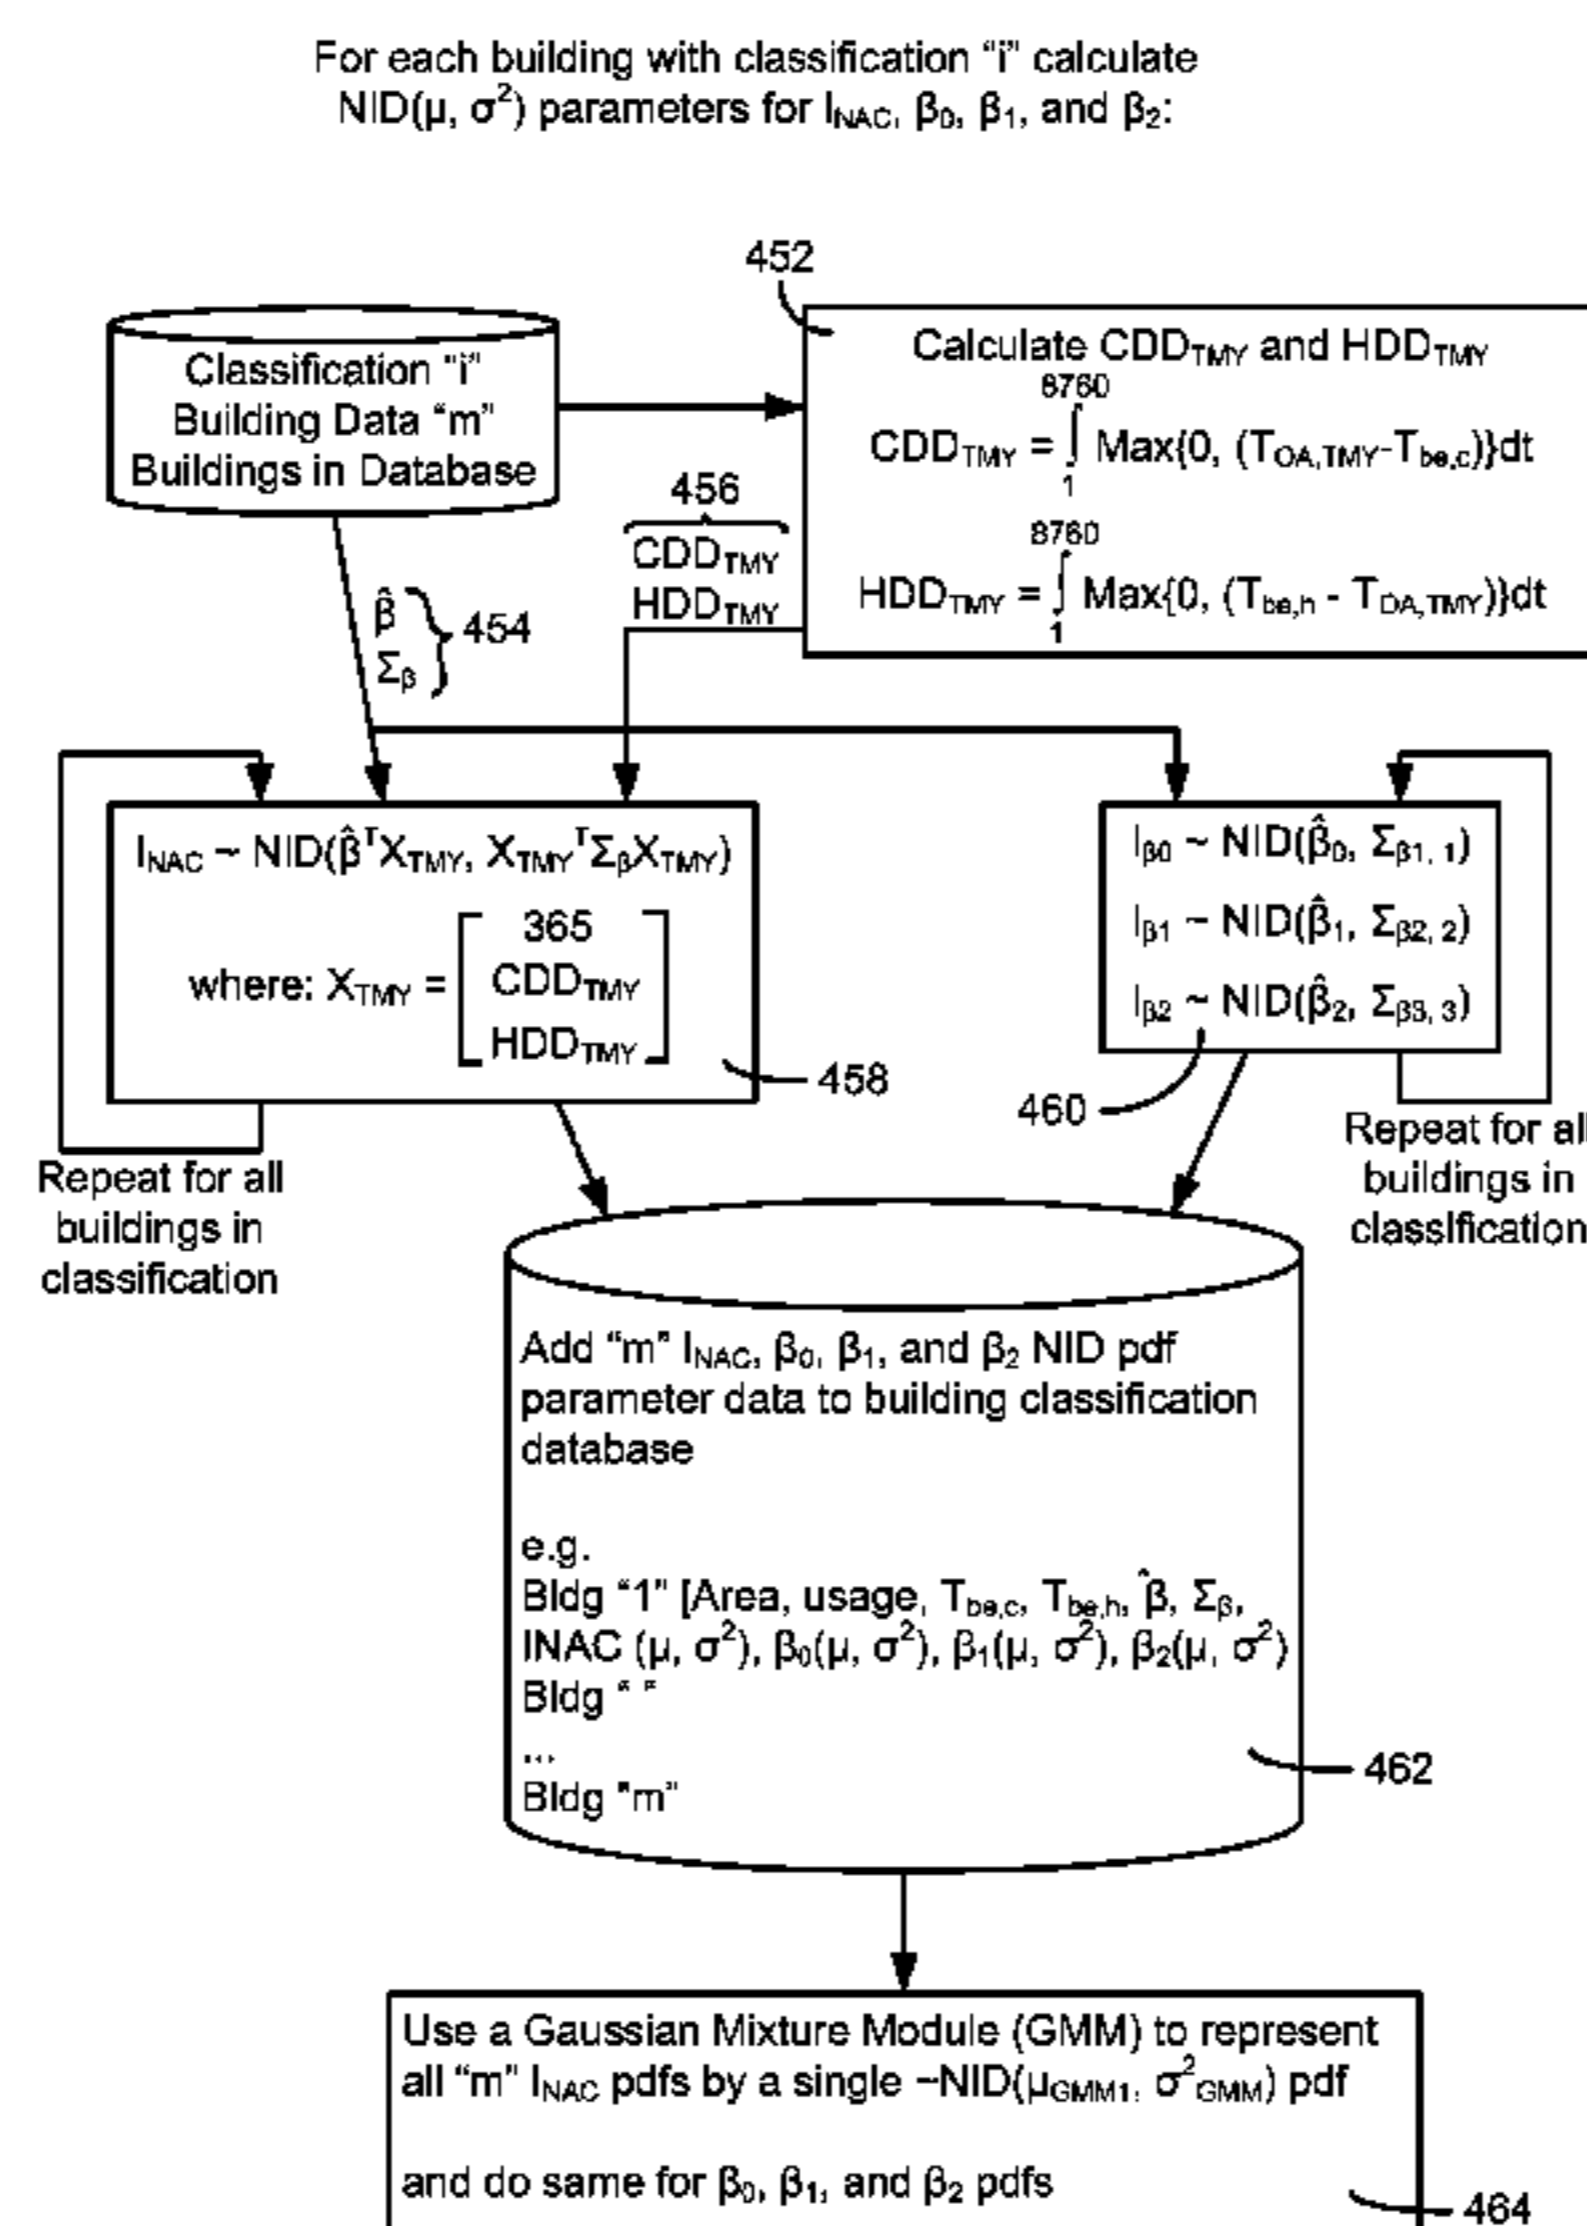 For each building with classification “i” calculate
NID(μ, σ²) parameters for I_NAC, β₀, β₁, and β₂:
452
Classification “i”
Building Data “m”
Buildings in Database
Calculate CDD_TMY and HDD_TMY
8760
CDD_TMY = ∫ Max{0, (T_OA,TMY-T_be,c)}dt
1
8760
HDD_TMY = ∫ Max{0, (T_be,h - T_OA,TMY)}dt
1
456
CDD_TMY
HDD_TMY
β̂
Σ_β
454
I_NAC ~ NID(β̂ᵀX_TMY, X_TMYᵀΣ_βX_TMY)
where: X_TMY =
365
CDD_TMY
HDD_TMY
458
I_β0 ~ NID(β̂₀, Σ_β1, 1)
I_β1 ~ NID(β̂₁, Σ_β2, 2)
I_β2 ~ NID(β̂₂, Σ_β3, 3)
460
Repeat for all
buildings in
classification
Repeat for all
buildings in
classification
Add “m” I_NAC, β₀, β₁, and β₂ NID pdf
parameter data to building classification
database
e.g.
Bldg “1” [Area, usage, T_be,c, T_be,h, β̂, Σ_β,
INAC (μ, σ²), β₀(μ, σ²), β₁(μ, σ²), β₂(μ, σ²)
Bldg “ ”
...
Bldg “m”
462
Use a Gaussian Mixture Module (GMM) to represent
all “m” I_NAC pdfs by a single ~NID(μ_GMM1, σ²_GMM) pdf
and do same for β₀, β₁, and β₂ pdfs
464